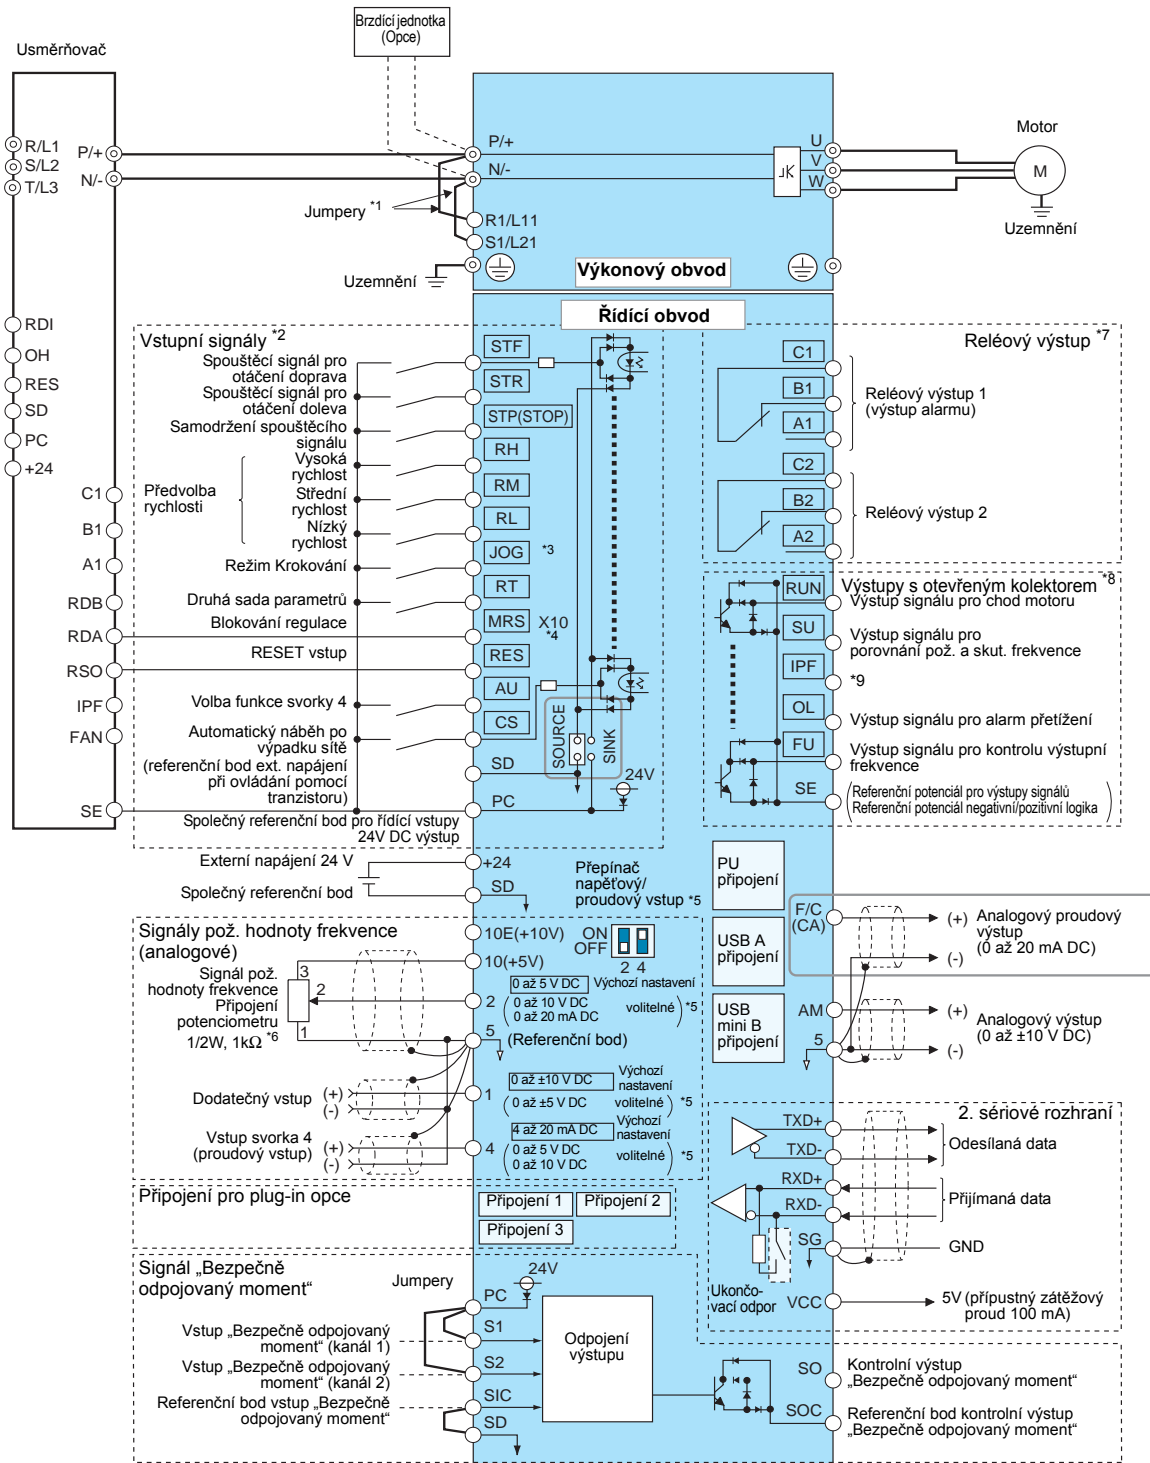 Brzdící jednotka
(Opce)
Usměrňovač
R/L1
S/L2
T/L3
P/+
N/-
P/+
N/-
Jumpery *1
R1/L11
S1/L21
Uzemnění
Výkonový obvod
U
V
W
Motor
M
Uzemnění
RDI
OH
RES
SD
PC
+24
C1
B1
A1
RDB
RDA
RSO
IPF
FAN
SE
Řídící obvod
Vstupní signály *2
Spouštěcí signál pro
otáčení doprava
Spouštěcí signál pro
otáčení doleva
Samodržení spouštěcího
signálu
Předvolba
rychlosti
Vysoká
rychlost
Střední
rychlost
Nízký
rychlost
Režim Krokování
Druhá sada parametrů
Blokování regulace
RESET vstup
Volba funkce svorky 4
Automatický náběh po
výpadku sítě
(referenční bod ext. napájení
při ovládání pomocí
tranzistoru)
Společný referenční bod pro řídící vstupy
24V DC výstup
STF
STR
STP(STOP)
RH
RM
RL
JOG *3
RT
MRS X10
*4
RES
AU
CS
SD
PC
SOURCE
SINK
24V
Reléový výstup *7
C1
B1
A1
Reléový výstup 1
(výstup alarmu)
C2
B2
A2
Reléový výstup 2
Výstupy s otevřeným kolektorem *8
RUN
Výstup signálu pro chod motoru
SU
Výstup signálu pro
porovnání pož. a skut. frekvence
IPF
*9
OL
Výstup signálu pro alarm přetížení
FU
Výstup signálu pro kontrolu výstupní
frekvence
SE
(Referenční potenciál pro výstupy signálů
Referenční potenciál negativní/pozitivní logika)
Externí napájení 24 V
+24
Společný referenční bod
SD
Přepínač
napěťový/
proudový vstup *5
ON
OFF
2 4
PU
připojení
USB A
připojení
USB
mini B
připojení
F/C
(CA)
(+)
(-)
Analogový proudový
výstup
(0 až 20 mA DC)
AM
5
(+)
(-)
Analogový výstup
(0 až ±10 V DC)
Signály pož. hodnoty frekvence
(analogové)
Signál pož.
hodnoty frekvence
Připojení
potenciometru
1/2W, 1kΩ *6
3
2
1
10E(+10V)
10(+5V)
2
0 až 5 V DC Výchozí nastavení
(0 až 10 V DC
0 až 20 mA DC volitelné) *5
5
(Referenční bod)
Dodatečný vstup
(+)
(-)
1
0 až ±10 V DC Výchozí
nastavení
(0 až ±5 V DC volitelné) *5
Vstup svorka 4
(proudový vstup)
(+)
(-)
4
4 až 20 mA DC Výchozí
nastavení
(0 až 5 V DC
0 až 10 V DC volitelné) *5
2. sériové rozhraní
TXD+
TXD-
Odesílaná data
RXD+
RXD-
Přijímaná data
SG
GND
Ukončo-
vací odpor
VCC
5V (přípustný zátěžový
proud 100 mA)
Připojení pro plug-in opce
Připojení 1
Připojení 2
Připojení 3
Signál „Bezpečně
odpojovaný moment“
Jumpery
24V
PC
S1
Vstup „Bezpečně odpojovaný
moment“ (kanál 1)
S2
Vstup „Bezpečně odpojovaný
moment“ (kanál 2)
SIC
Referenční bod vstup „Bezpečně
odpojovaný moment“
SD
Odpojení
výstupu
SO
Kontrolní výstup
„Bezpečně odpojovaný moment“
SOC
Referenční bod kontrolní výstup
„Bezpečně odpojovaný moment“